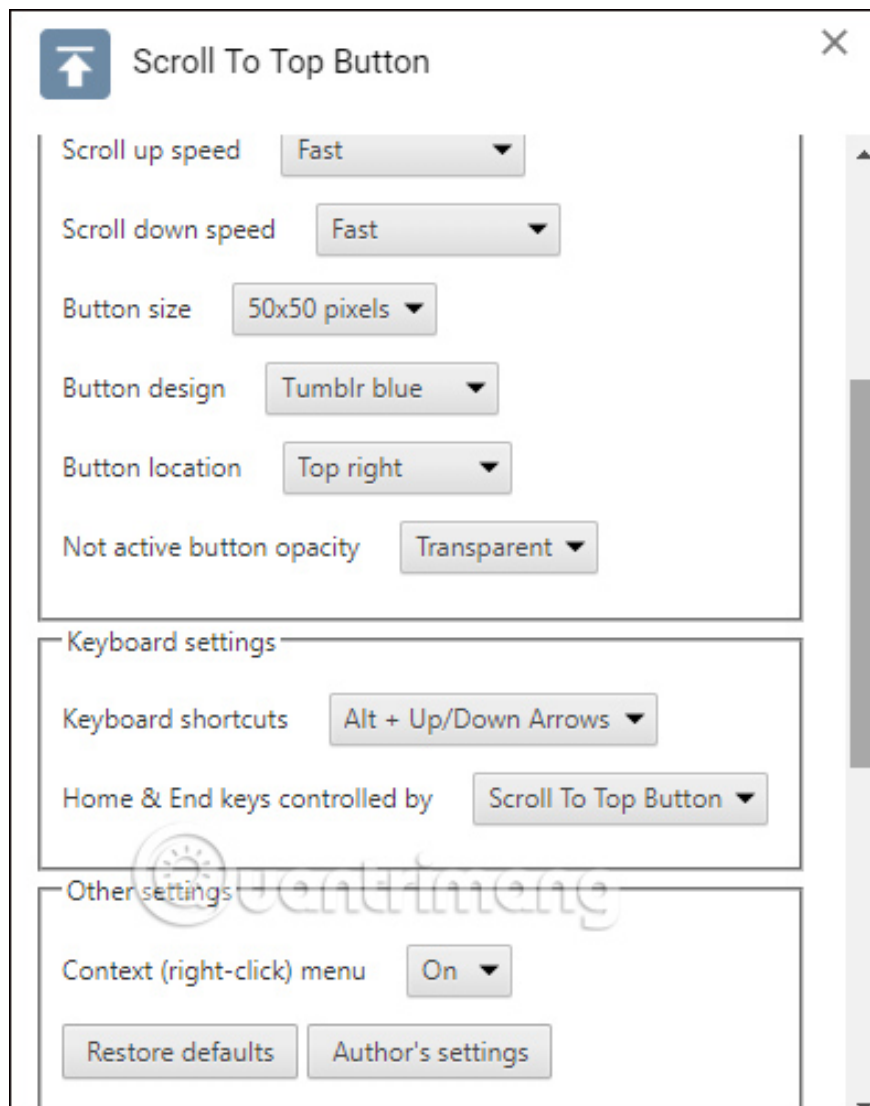 Scroll To Top Button
Scroll up speed Fast
Scroll down speed Fast
Button size 50x50 pixels
Button design Tumblr blue
Button location Top right
Not active button opacity Transparent
Keyboard settings
Keyboard shortcuts Alt + Up/Down Arrows
Home & End keys controlled by Scroll To Top Button
Other settings
Quantrimang
Context (right-click) menu On
Restore defaults Author's settings